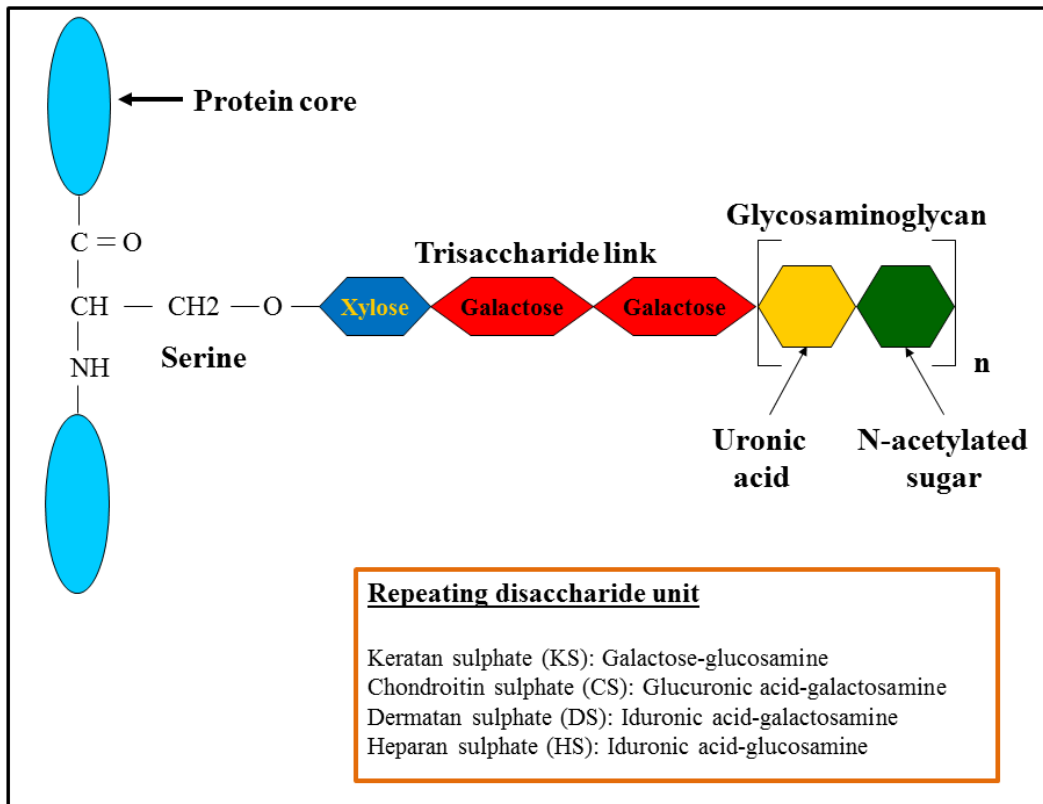 Protein core
Glycosaminoglycan
C = O
Trisaccharide link
CH — CH2 — O
Xylose
Galactose
Galactose
NH
Serine
n
Uronic
acid
N-acetylated
sugar
Repeating disaccharide unit
Keratan sulphate (KS): Galactose-glucosamine
Chondroitin sulphate (CS): Glucuronic acid-galactosamine
Dermatan sulphate (DS): Iduronic acid-galactosamine
Heparan sulphate (HS): Iduronic acid-glucosamine